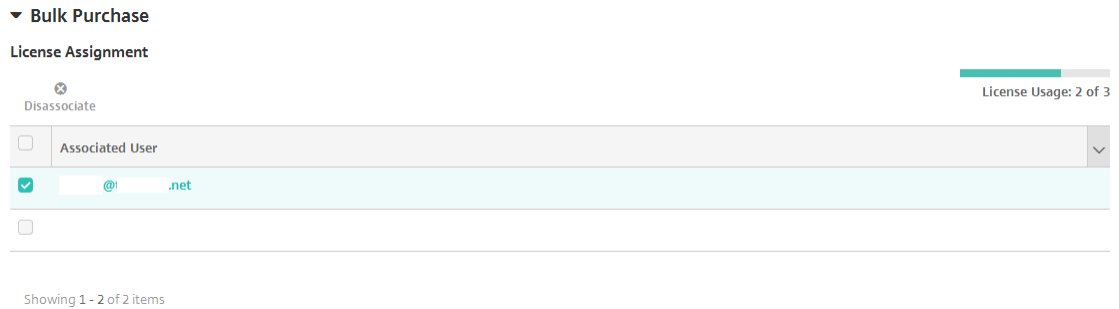 Bulk Purchase
License Assignment
Disassociate
License Usage: 2 of 3
Associated User
@ .net
Showing 1 - 2 of 2 items